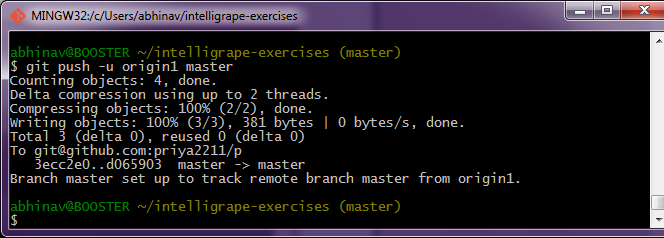 MINGW32:/c/Users/abhinav/intelligrape-exercises
abhinav@BOOSTER ~/intelligrape-exercises (master)
$ git push -u origin1 master
Counting objects: 4, done.
Delta compression using up to 2 threads.
Compressing objects: 100% (2/2), done.
Writing objects: 100% (3/3), 381 bytes | 0 bytes/s, done.
Total 3 (delta 0), reused 0 (delta 0)
To git@github.com:priya2211/p
   3ecc2e0..d065903  master -> master
Branch master set up to track remote branch master from origin1.
abhinav@BOOSTER ~/intelligrape-exercises (master)
$